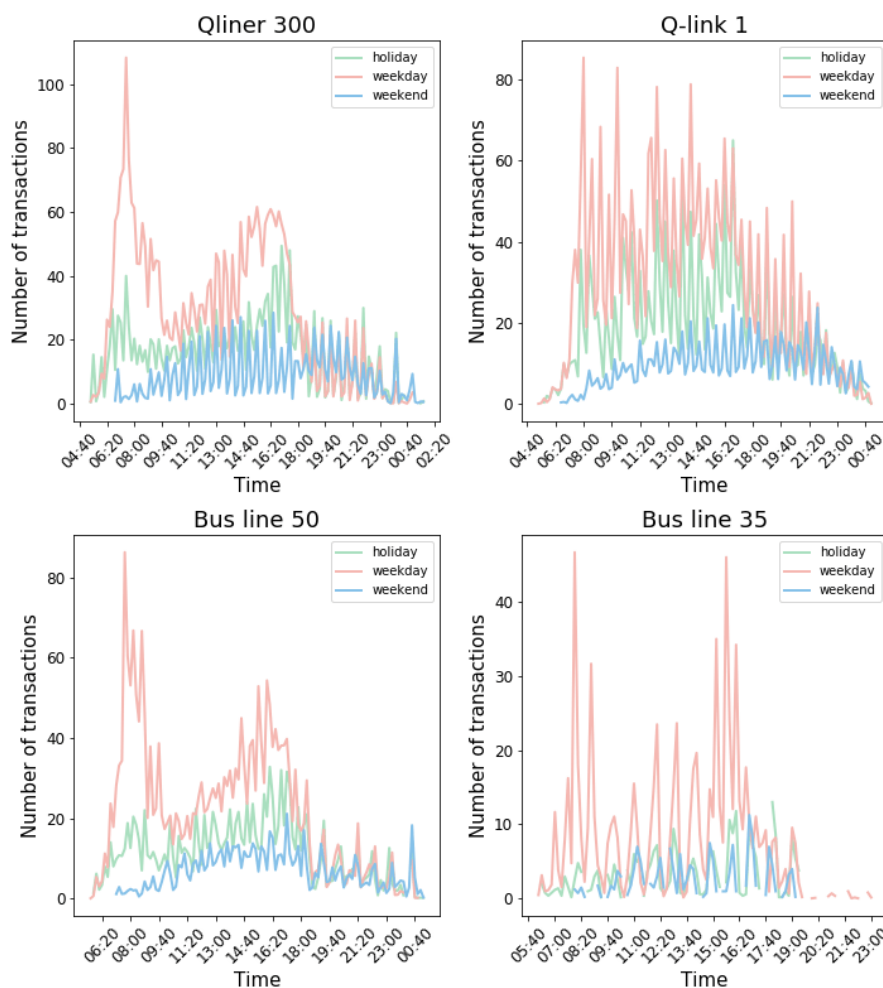 Qliner 300
Number of transactions
100
80
60
40
20
0
holiday
weekday
weekend
04:40 06:20 08:00 09:40 11:20 13:00 14:40 16:20 18:00 19:40 21:20 23:00 00:40 02:20
Time
Q-link 1
Number of transactions
80
60
40
20
0
holiday
weekday
weekend
04:40 06:20 08:00 09:40 11:20 13:00 14:40 16:20 18:00 19:40 21:20 23:00 00:40
Time
Bus line 50
Number of transactions
80
60
40
20
0
holiday
weekday
weekend
06:20 08:00 09:40 11:20 13:00 14:40 16:20 18:00 19:40 21:20 23:00 00:40
Time
Bus line 35
Number of transactions
40
30
20
10
0
holiday
weekday
weekend
05:40 07:00 08:20 09:40 11:00 12:20 13:40 15:00 16:20 17:40 19:00 20:20 21:40 23:00
Time